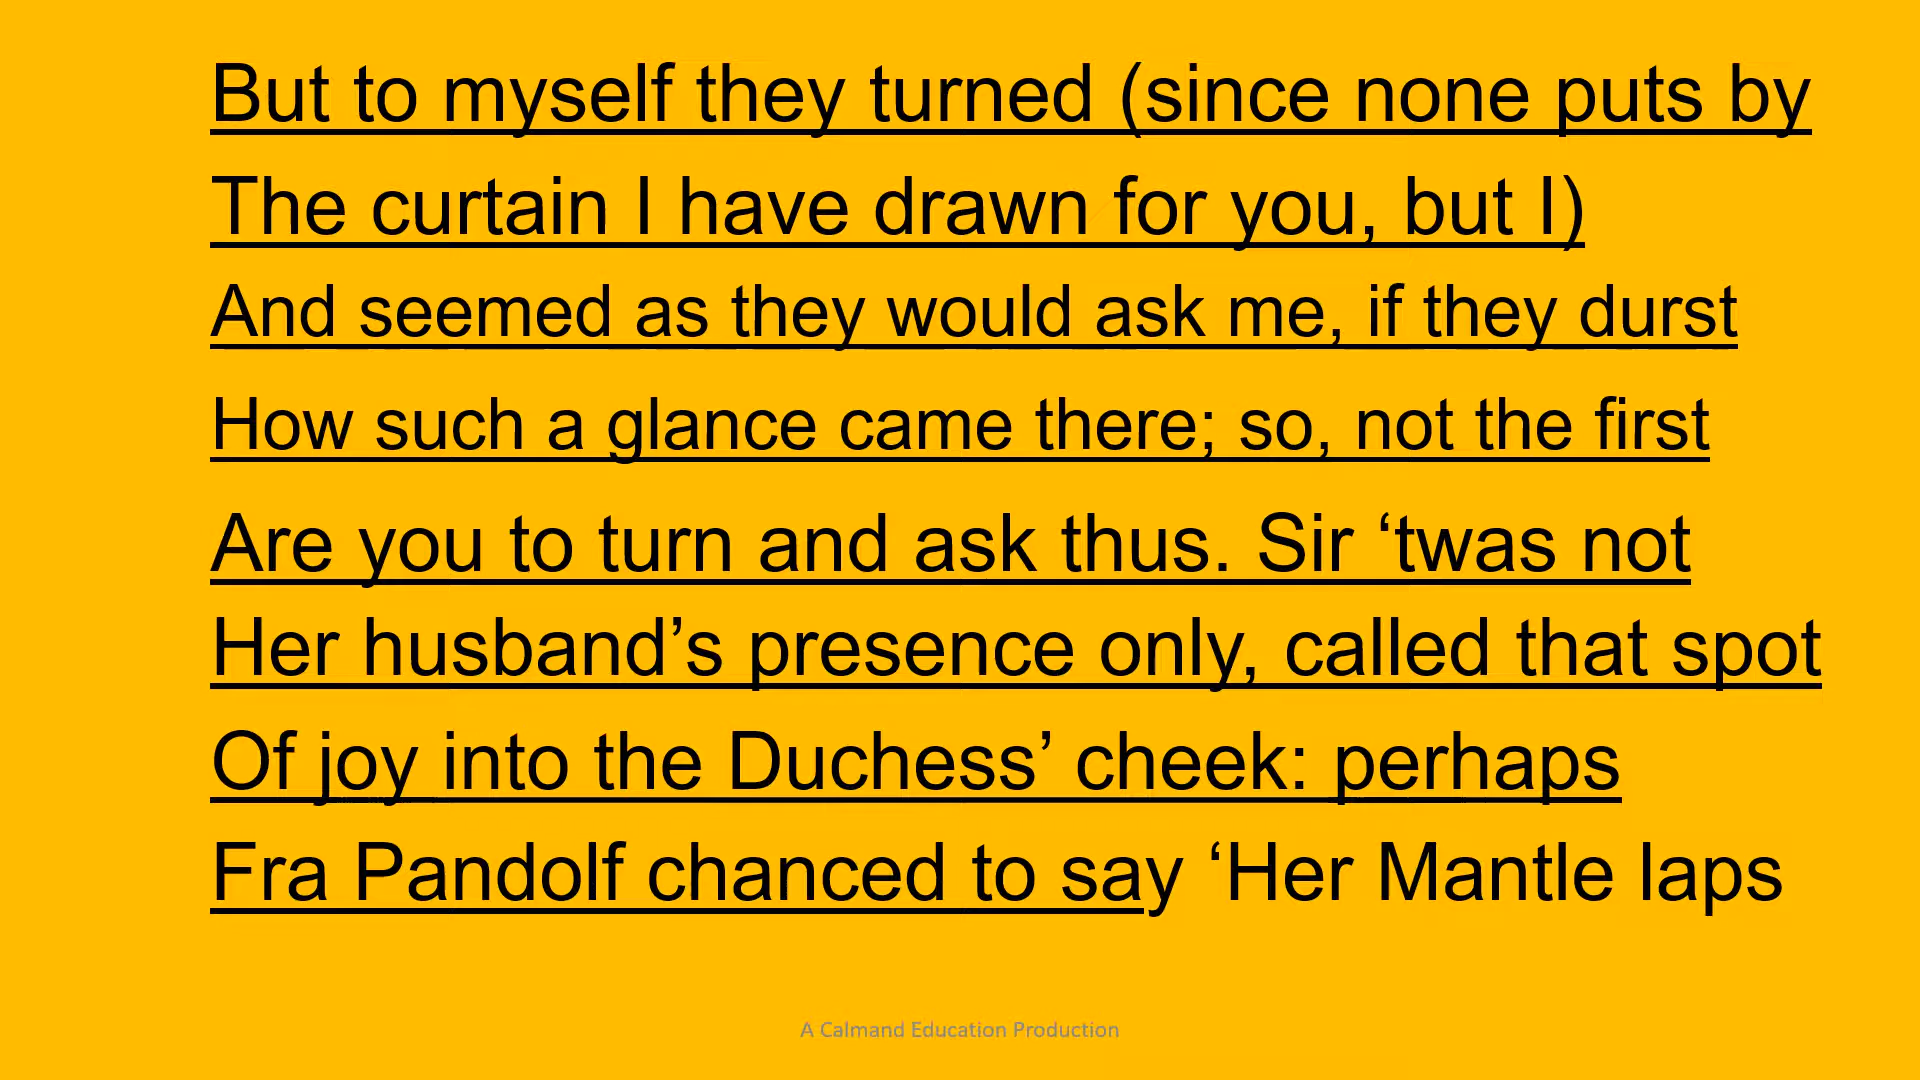 But to myself they turned (since none puts by
The curtain I have drawn for you, but I)
And seemed as they would ask me, if they durst
How such a glance came there; so, not the first
Are you to turn and ask thus. Sir ‘twas not
Her husband’s presence only, called that spot
Of joy into the Duchess’ cheek: perhaps
Fra Pandolf chanced to say ‘Her Mantle laps
A Calmand Education Production